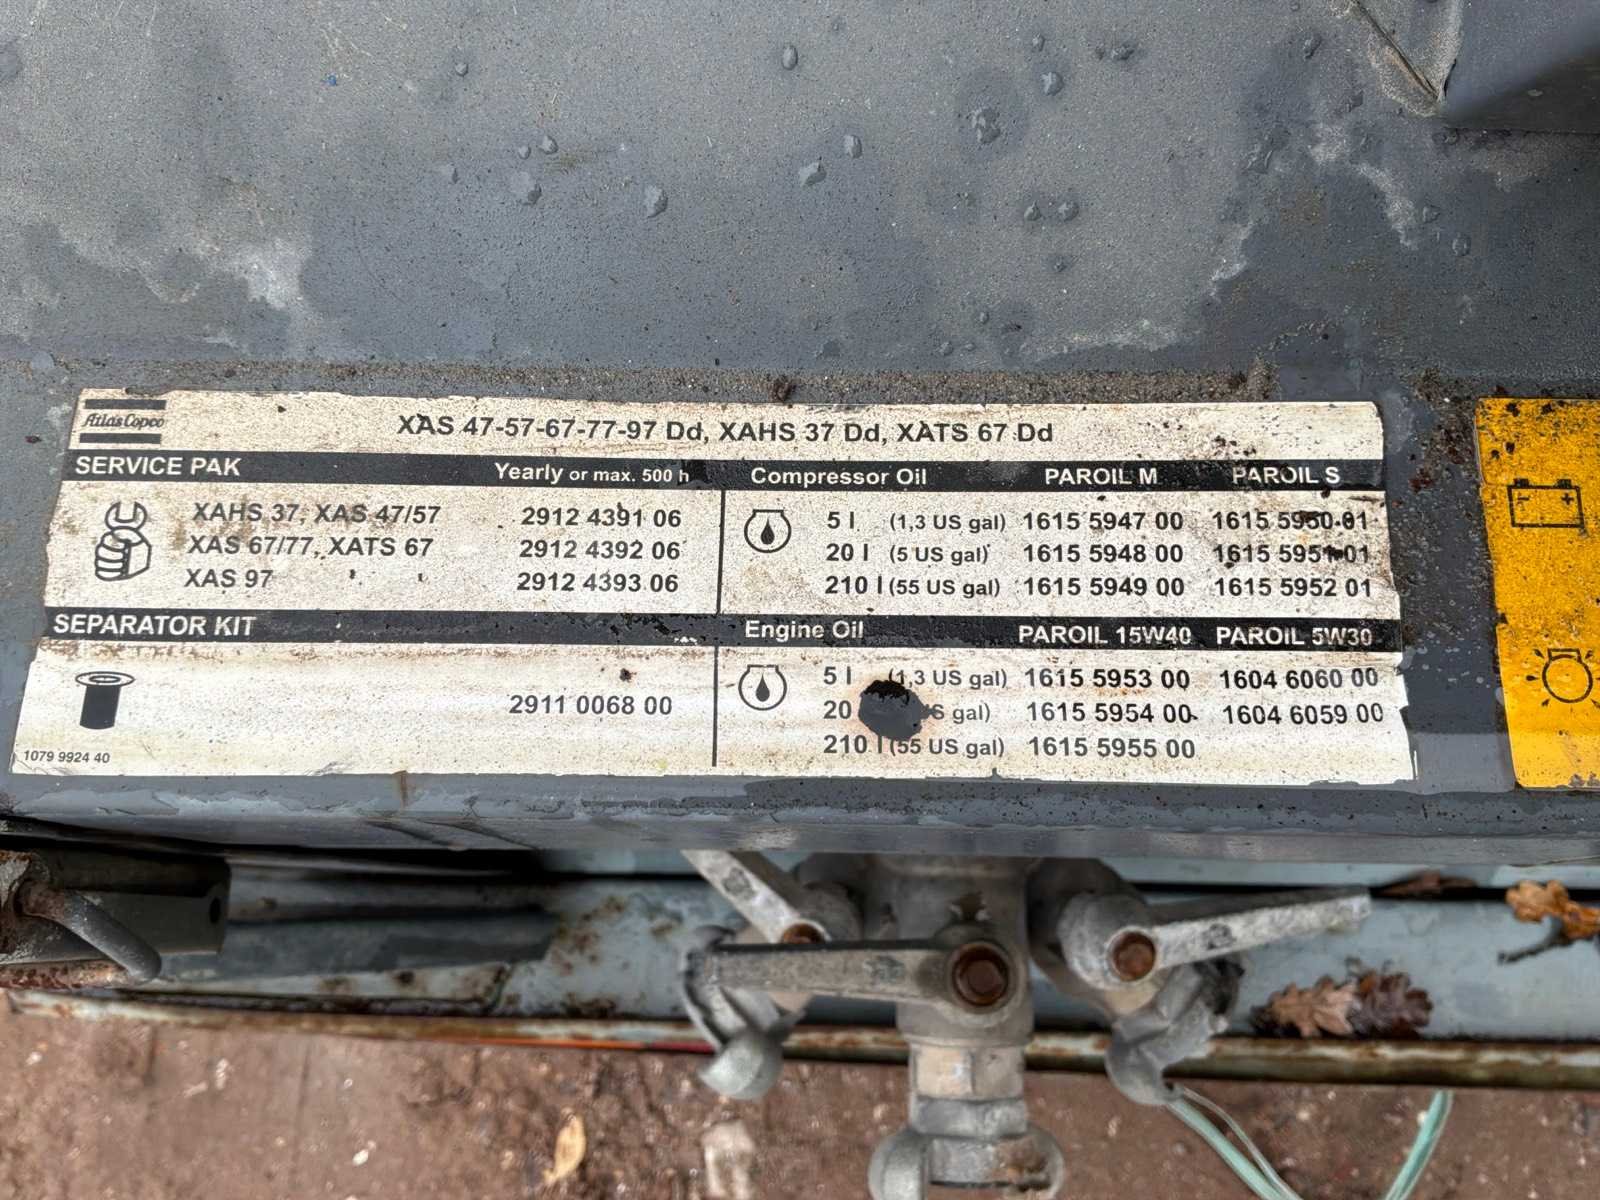 Atlas Copco
XAS 47-57-67-77-97 Dd, XAHS 37 Dd, XATS 67 Dd
SERVICE PAK Yearly or max. 500 h
XAHS 37, XAS 47/57 2912 4391 06
XAS 67/77, XATS 67 2912 4392 06
XAS 97 2912 4393 06
SEPARATOR KIT
2911 0068 00
1079 9924 40
Compressor Oil PAROIL M PAROIL S
5 l (1,3 US gal) 1615 5947 00 1615 5950 01
20 l (5 US gal) 1615 5948 00 1615 5951 01
210 l (55 US gal) 1615 5949 00 1615 5952 01
Engine Oil PAROIL 15W40 PAROIL 5W30
5 l (1,3 US gal) 1615 5953 00 1604 6060 00
20 US gal) 1615 5954 00 1604 6059 00
210 l (55 US gal) 1615 5955 00
- +